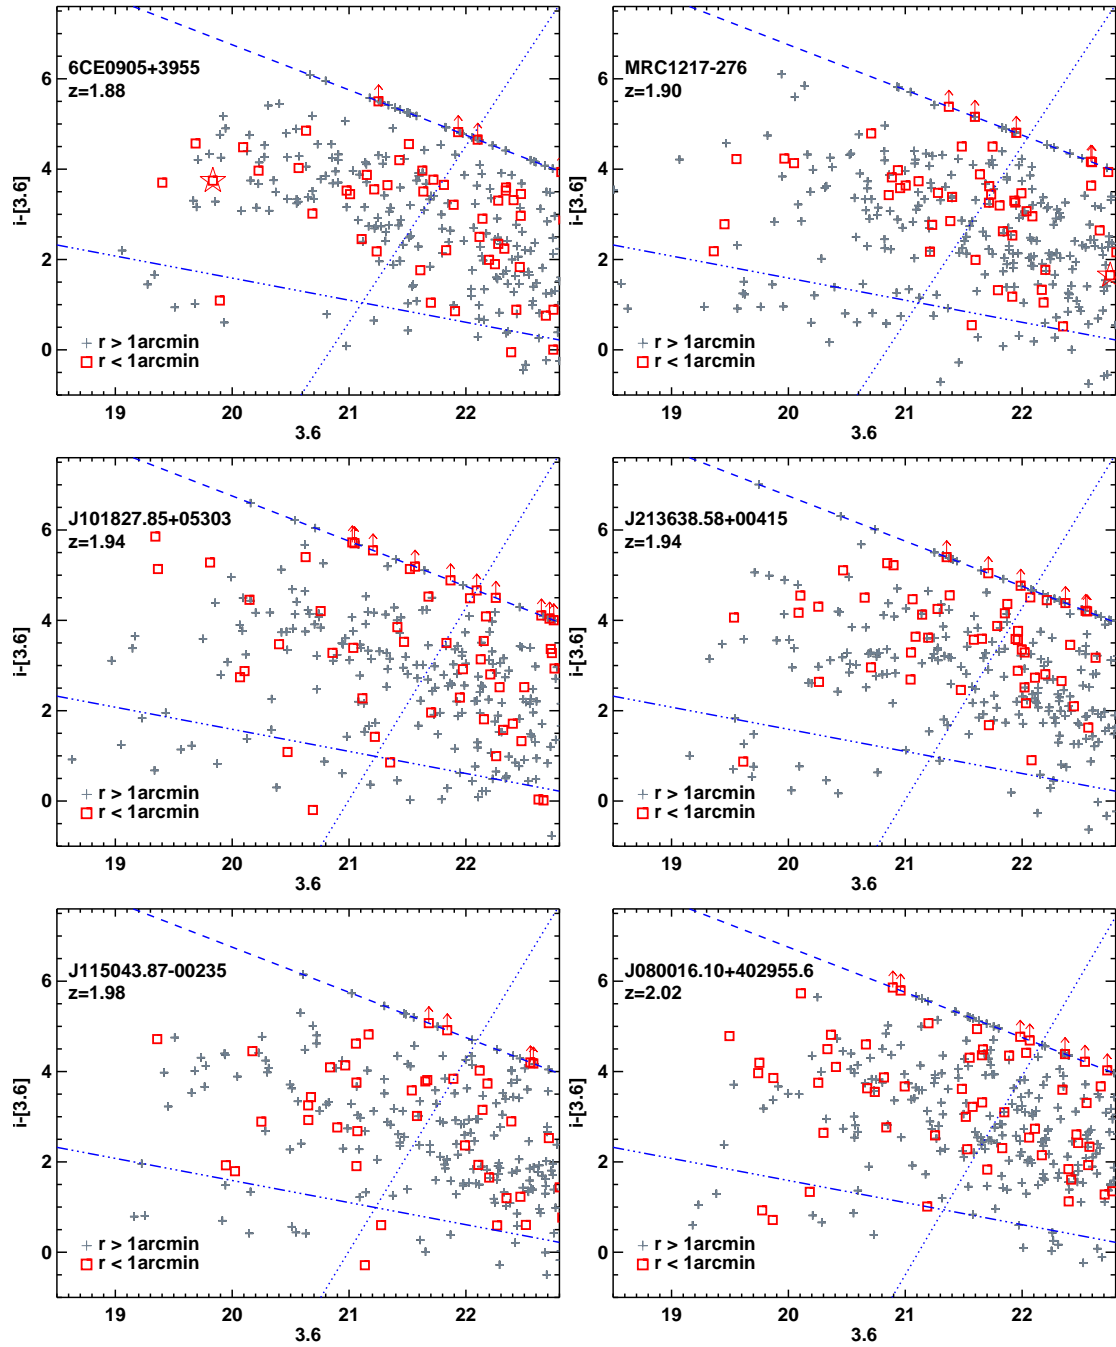 6CE0905+3955
z=1.88
i-[3.6]
6
4
2
0
+ r > 1arcmin
□ r < 1arcmin
19 20 21 22
3.6
MRC1217-276
z=1.90
i-[3.6]
6
4
2
0
+ r > 1arcmin
□ r < 1arcmin
19 20 21 22
3.6
J101827.85+05303
z=1.94
i-[3.6]
6
4
2
0
+ r > 1arcmin
□ r < 1arcmin
19 20 21 22
3.6
J213638.58+00415
z=1.94
i-[3.6]
6
4
2
0
+ r > 1arcmin
□ r < 1arcmin
19 20 21 22
3.6
J115043.87-00235
z=1.98
i-[3.6]
6
4
2
0
+ r > 1arcmin
□ r < 1arcmin
19 20 21 22
3.6
J080016.10+402955.6
z=2.02
i-[3.6]
6
4
2
0
+ r > 1arcmin
□ r < 1arcmin
19 20 21 22
3.6